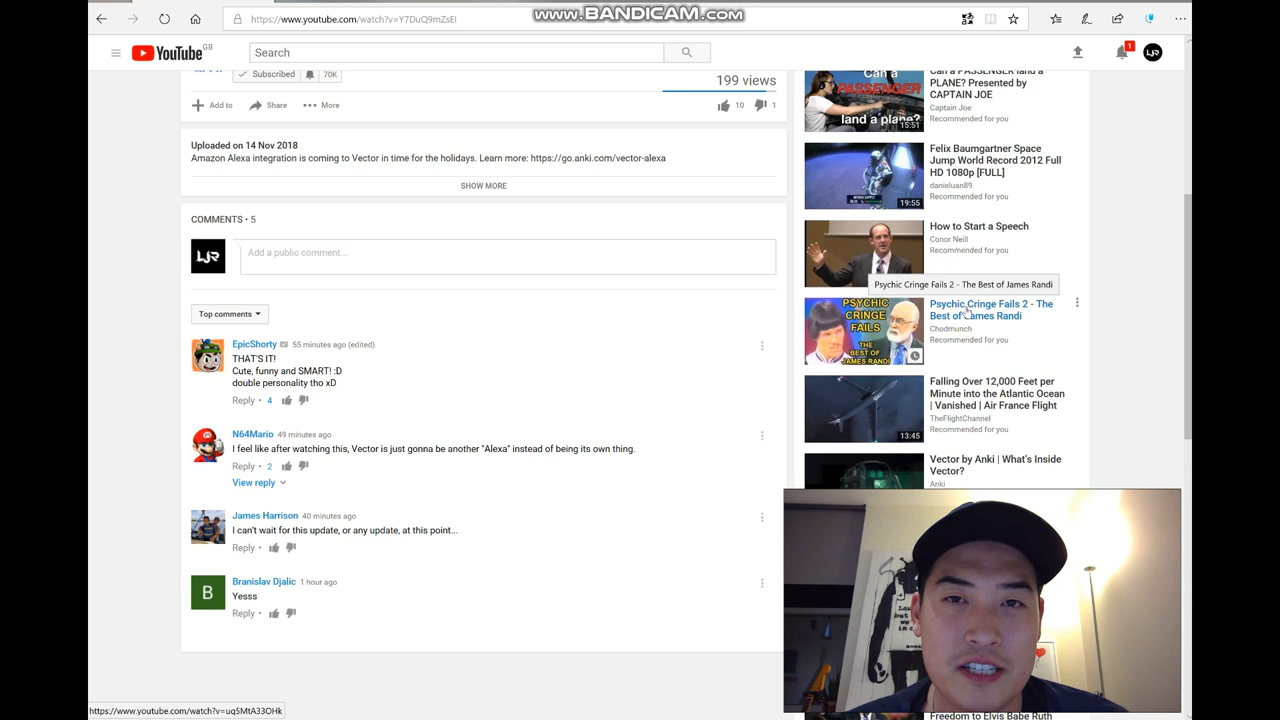 https://www.youtube.com/watch?v=Y7DuQ9mZsEI
www.BANDICAM.com
YouTube GB
Search
1
LJR
Subscribed 70K
199 views
Add to Share More
10 1
Uploaded on 14 Nov 2018
Amazon Alexa integration is coming to Vector in time for the holidays. Learn more: https://go.anki.com/vector-alexa
SHOW MORE
COMMENTS • 5
LJR
Add a public comment...
Top comments
EpicShorty 55 minutes ago (edited)
THAT'S IT!
Cute, funny and SMART! :D
double personality tho xD
Reply • 4
N64Mario 49 minutes ago
I feel like after watching this, Vector is just gonna be another "Alexa" instead of being its own thing.
Reply • 2
View reply
James Harrison 40 minutes ago
I can't wait for this update, or any update, at this point...
Reply •
B
Branislav Djalic 1 hour ago
Yesss
Reply •
Can a
PASSENGER
land a plane?
15:51
Can a PASSENGER land a
PLANE? Presented by
CAPTAIN JOE
Captain Joe
Recommended for you
19:55
Felix Baumgartner Space
Jump World Record 2012 Full
HD 1080p [FULL]
danieluan89
Recommended for you
How to Start a Speech
Conor Neill
Recommended for you
Psychic Cringe Fails 2 - The Best of James Randi
PSYCHIC
CRINGE
FAILS
THE
BEST OF
JAMES RANDI
Psychic Cringe Fails 2 - The
Best of James Randi
Chodmunch
Recommended for you
13:45
Falling Over 12,000 Feet per
Minute into the Atlantic Ocean
| Vanished | Air France Flight
TheFlightChannel
Recommended for you
Vector by Anki | What's Inside
Vector?
Anki
Freedom to Elvis Babe Ruth
https://www.youtube.com/watch?v=uq5MtA33OHk